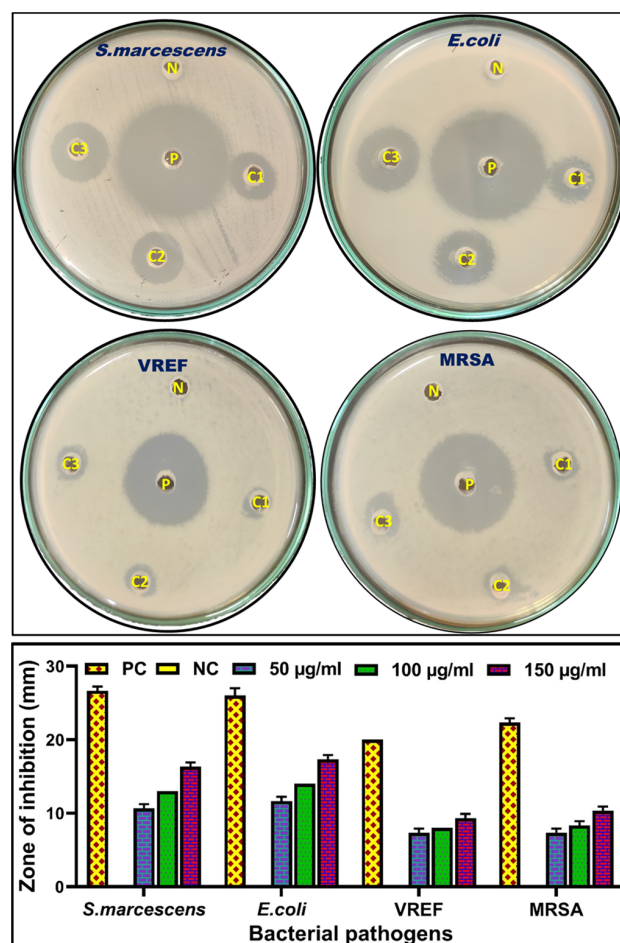 S.marcescens
N
C3
P
C1
C2
E.coli
N
C3
P
C1
C2
VREF
N
C3
P
C1
C2
MRSA
N
C1
P
C3
C2
PC NC 50 µg/ml 100 µg/ml 150 µg/ml
Zone of inhibition (mm)
30
20
10
0
S.marcescens E.coli VREF MRSA
Bacterial pathogens